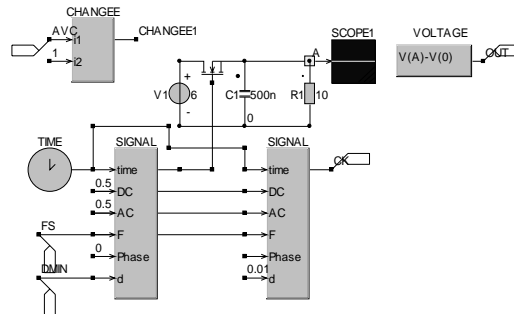 CHANGEE
AVC
i1
1
i2
CHANGEE1
A
SCOPE1
VOLTAGE
V(A)-V(0)
OUT
V1
+
6
-
C1
500n
R1
10
0
TIME
SIGNAL
SIGNAL
time
time
CK
0.5
DC
DC
0.5
AC
AC
FS
F
F
0
Phase
Phase
DMIN
d
0.01
d